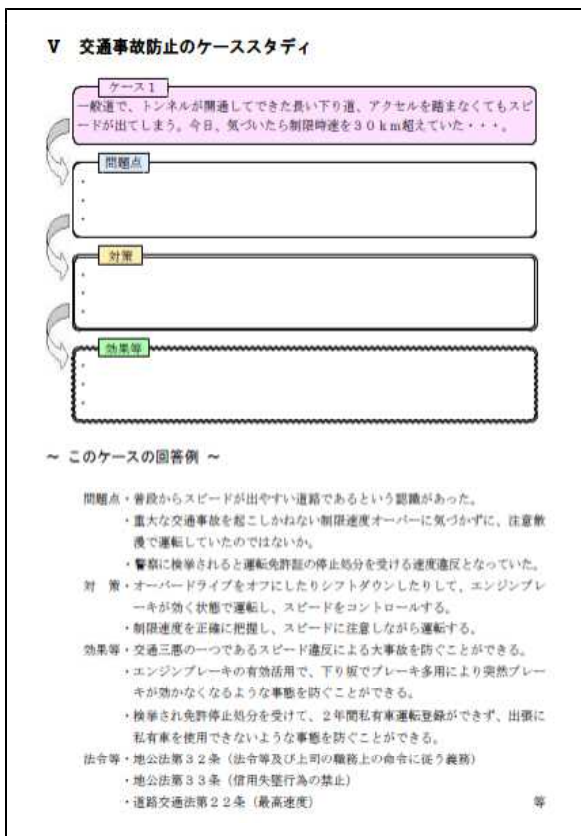 Ⅴ 交通事故防止のケーススタディ
ケース1
一般道で、トンネルが開通してできた長い下り道、アクセルを踏まなくてもスピ
ードが出てしまう。今日、気づいたら制限時速を30km超えていた・・・。
問題点
・
・
・
対策
・
・
・
効果等
・
・
・
～ このケースの回答例 ～
問題点・普段からスピードが出やすい道路であるという認識があった。
・重大な交通事故を起こしかねない制限速度オーバーに気づかずに、注意散
漫で運転していたのではないか。
・警察に検挙されると運転免許証の停止処分を受ける速度違反となっていた。
対 策・オーバードライブをオフにしたりシフトダウンしたりして、エンジンブレ
ーキが効く状態で運転し、スピードをコントロールする。
・制限速度を正確に把握し、スピードに注意しながら運転する。
効果等・交通三悪の一つであるスピード違反による大事故を防ぐことができる。
・エンジンブレーキの有効活用で、下り坂でブレーキ多用により突然ブレー
キが効かなくなるような事態を防ぐことができる。
・検挙され免許停止処分を受けて、2年間私有車運転登録ができず、出張に
私有車を使用できないような事態を防ぐことができる。
法令等・地公法第32条（法令等及び上司の職務上の命令に従う義務）
・地公法第33条（信用失墜行為の禁止）
・道路交通法第22条（最高速度） 等